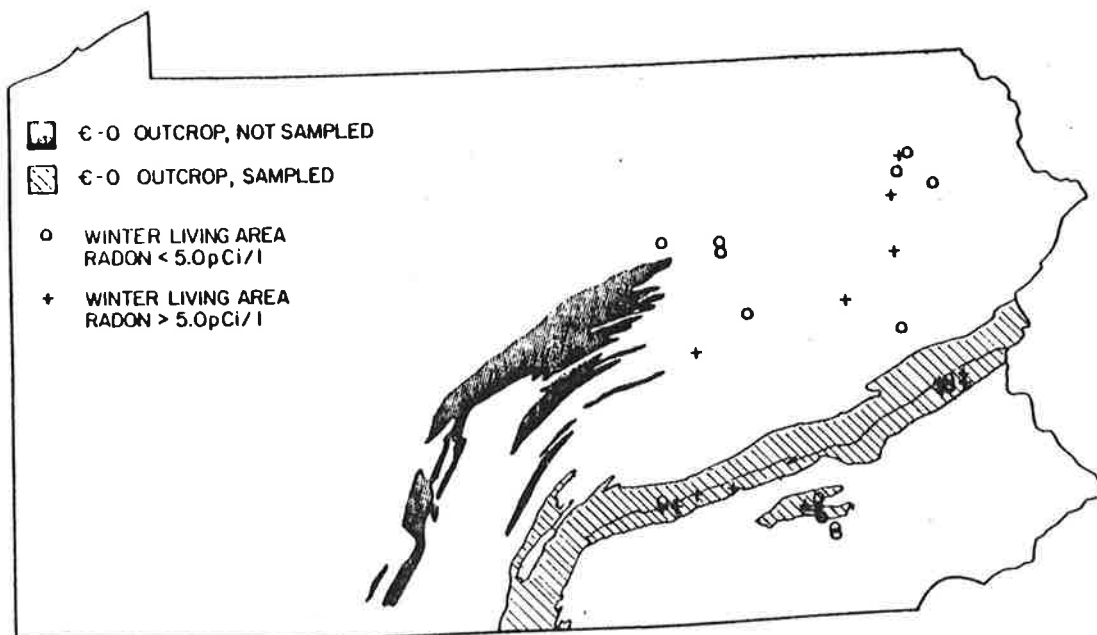 Є-O OUTCROP, NOT SAMPLED
Є-O OUTCROP, SAMPLED
o WINTER LIVING AREA
RADON < 5.0pCi/l
+ WINTER LIVING AREA
RADON > 5.0pCi/l